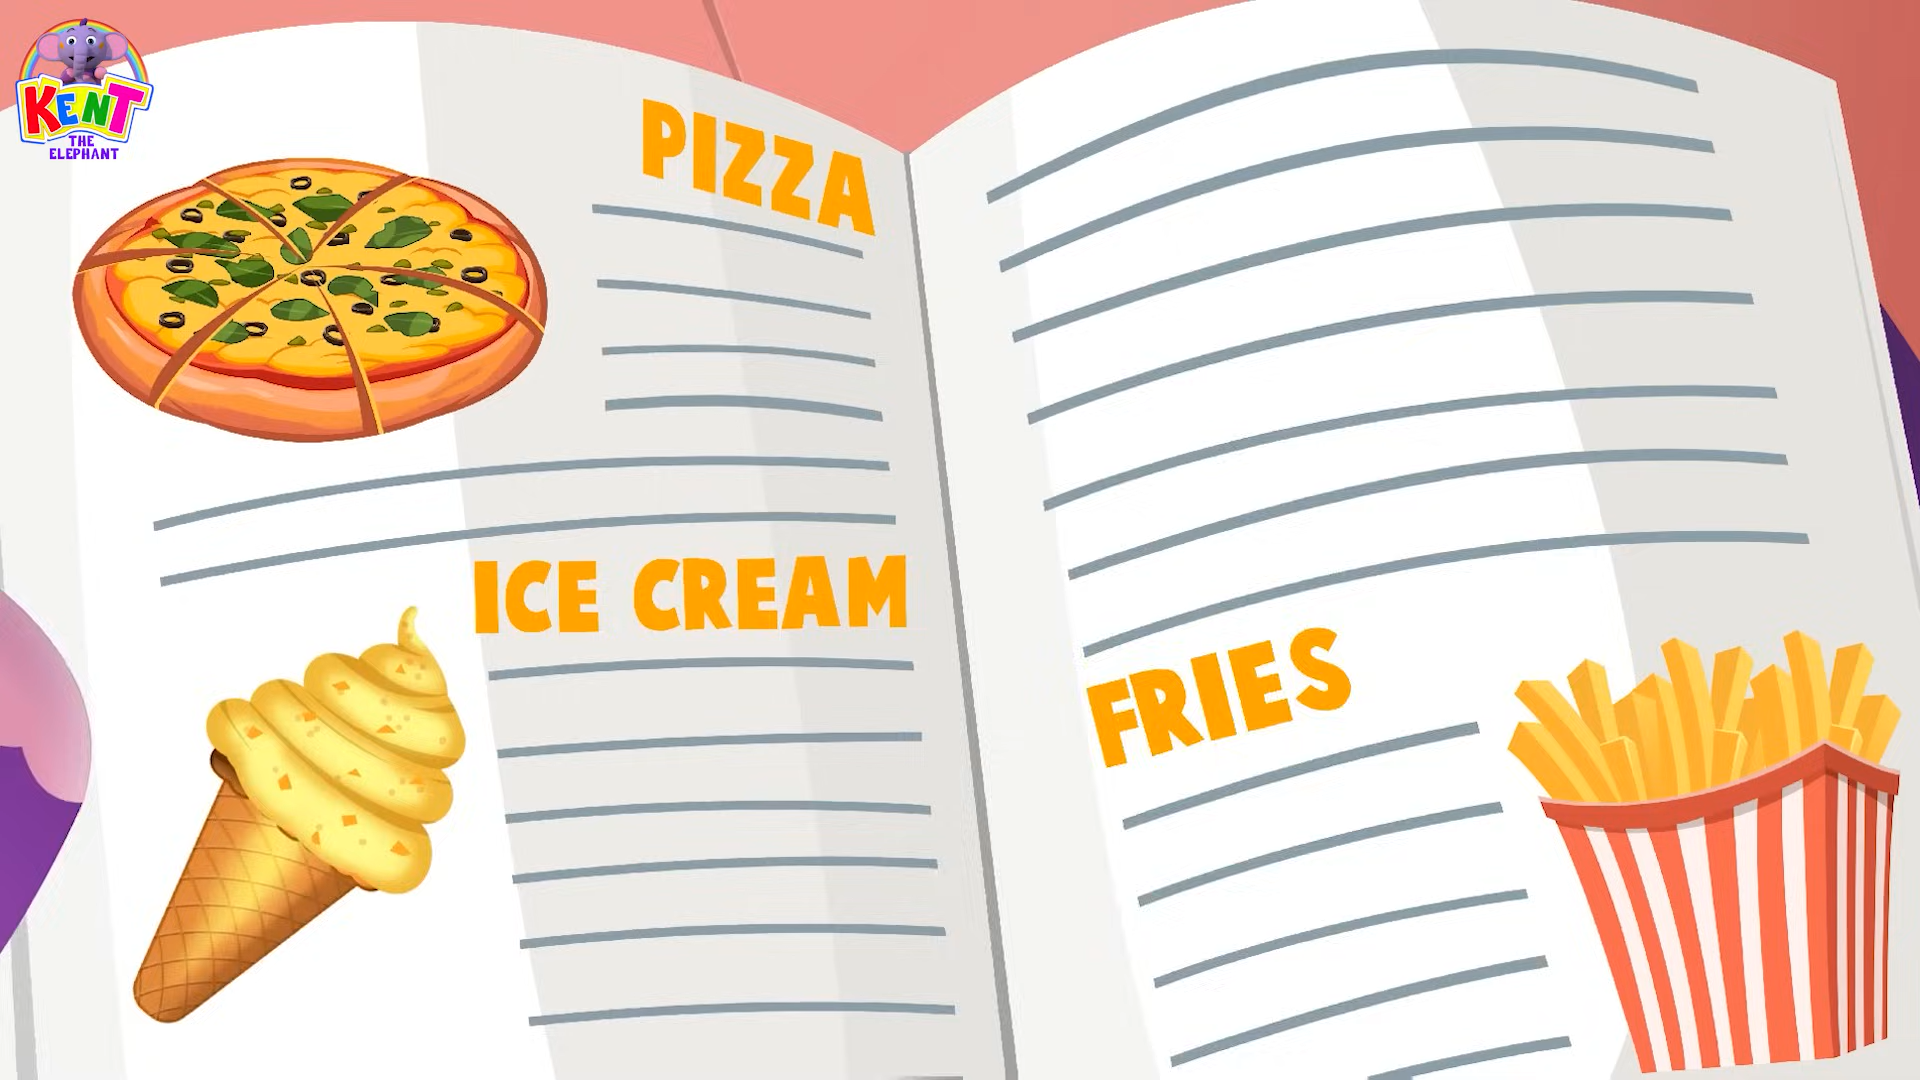 KENT
THE
ELEPHANT
PIZZA
ICE CREAM
FRIES